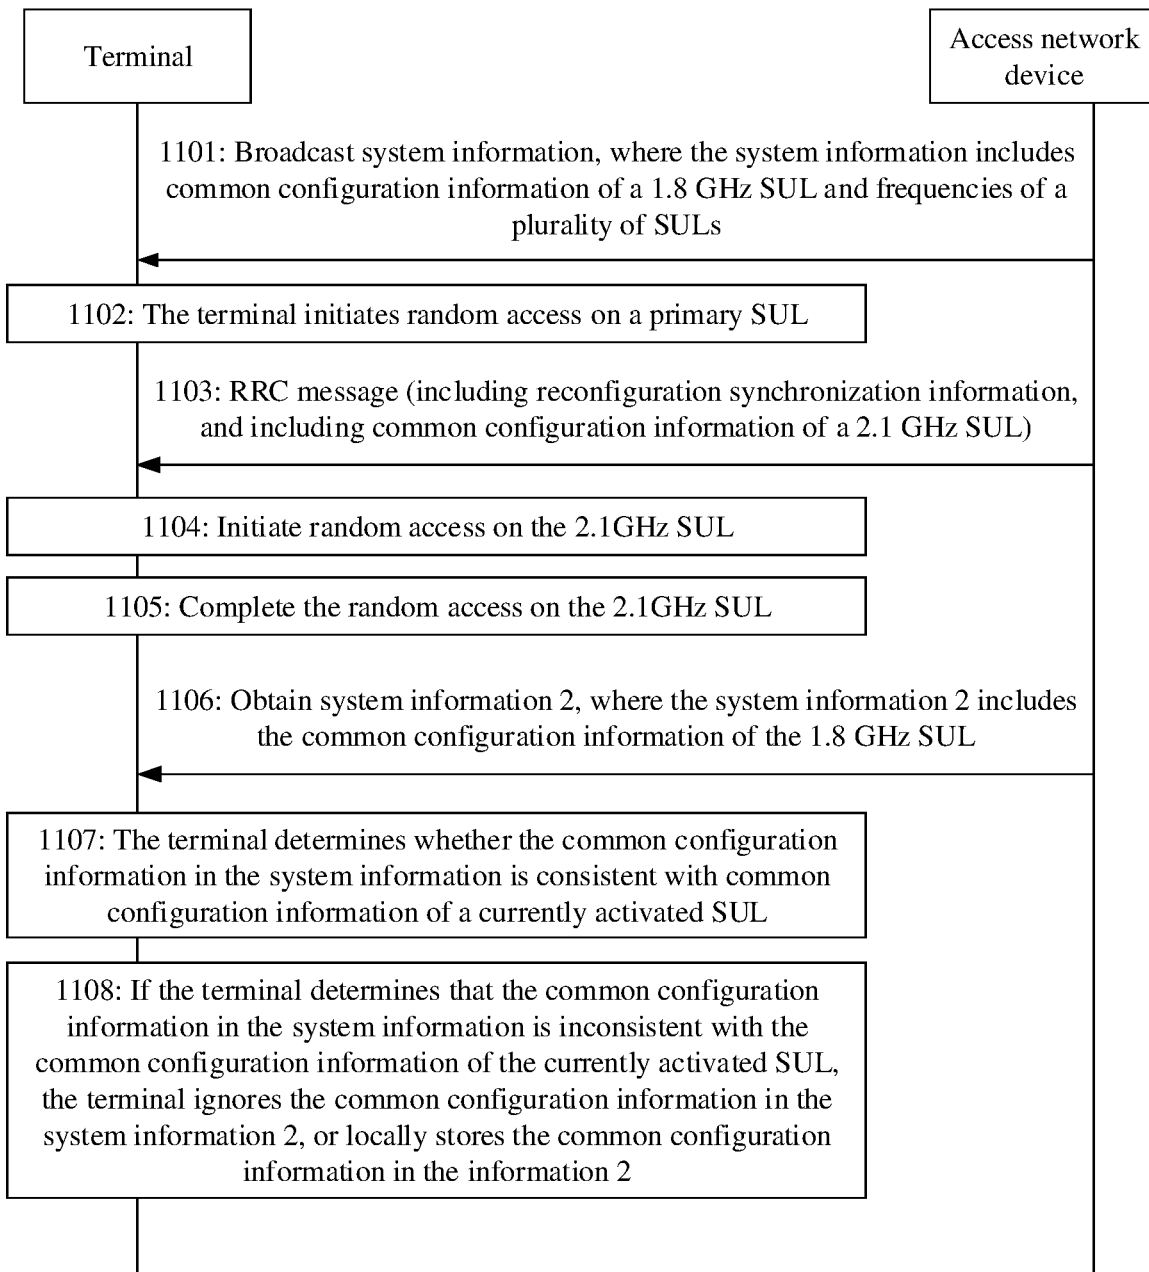 Terminal
Access network
device
1101: Broadcast system information, where the system information includes
common configuration information of a 1.8 GHz SUL and frequencies of a
plurality of SULs
1102: The terminal initiates random access on a primary SUL
1103: RRC message (including reconfiguration synchronization information,
and including common configuration information of a 2.1 GHz SUL)
1104: Initiate random access on the 2.1GHz SUL
1105: Complete the random access on the 2.1GHz SUL
1106: Obtain system information 2, where the system information 2 includes
the common configuration information of the 1.8 GHz SUL
1107: The terminal determines whether the common configuration
information in the system information is consistent with common
configuration information of a currently activated SUL
1108: If the terminal determines that the common configuration
information in the system information is inconsistent with the
common configuration information of the currently activated SUL,
the terminal ignores the common configuration information in the
system information 2, or locally stores the common configuration
information in the information 2